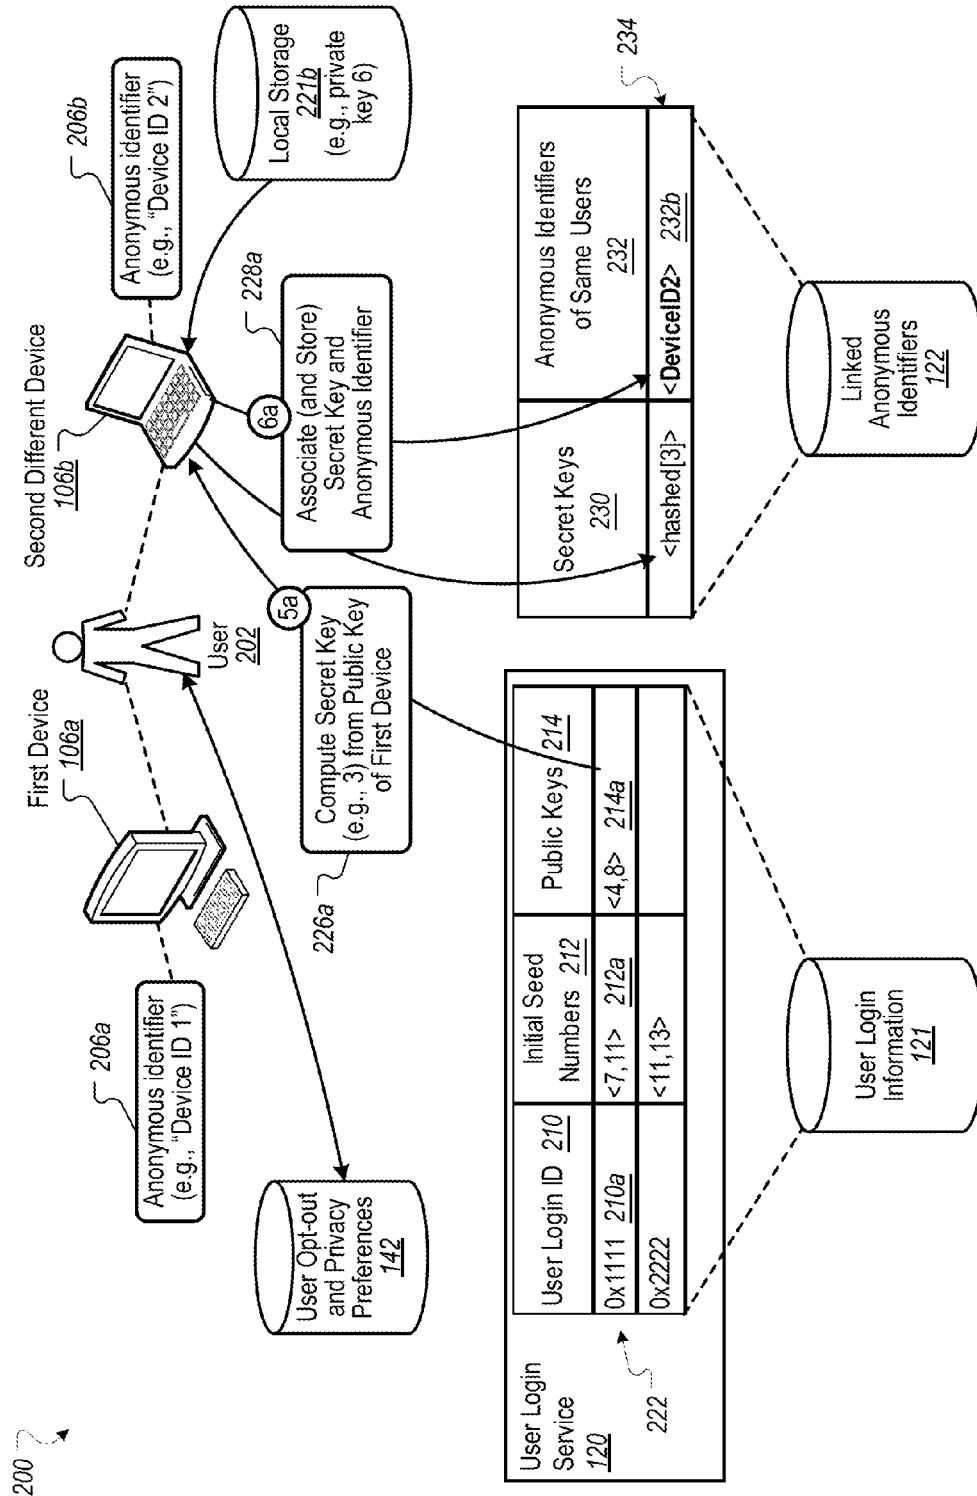 200
Anonymous identifier
(e.g., “Device ID 1”)
206a
First Device
106a
User
202
Second Different Device
106b
Anonymous identifier
(e.g., “Device ID 2”)
206b
User Opt-out
and Privacy
Preferences
142
226a
Compute Secret Key
(e.g., 3) from Public Key
of First Device
5a
6a
228a
Associate (and Store)
Secret Key and
Anonymous Identifier
Local Storage
221b
(e.g., private
key 6)
User Login
Service
120
222
User Login ID 210
Initial Seed
Numbers 212
Public Keys 214
0x1111 210a
<7,11> 212a
<4,8> 214a
0x2222
<11,13>
User Login
Information
121
Secret Keys
230
Anonymous Identifiers
of Same Users
232
<hashed[3]>
<DeviceID2> 232b
234
Linked
Anonymous
Identifiers
122